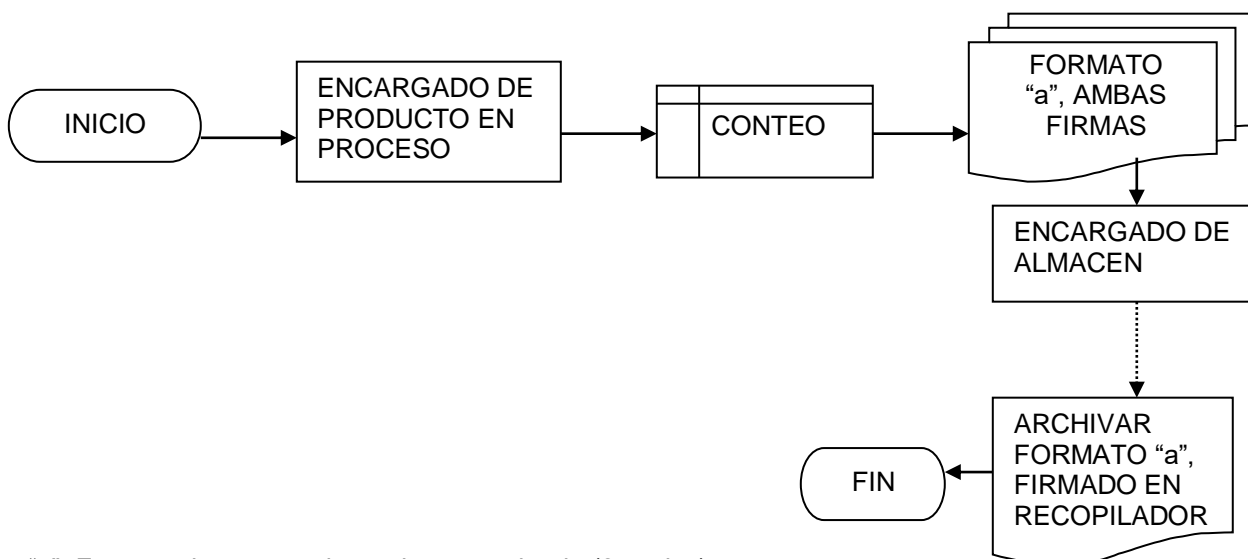 INICIO
ENCARGADO DE
PRODUCTO EN
PROCESO
CONTEO
FORMATO
“a”, AMBAS
FIRMAS
ENCARGADO DE
ALMACEN
ARCHIVAR
FORMATO “a”,
FIRMADO EN
RECOPILADOR
FIN